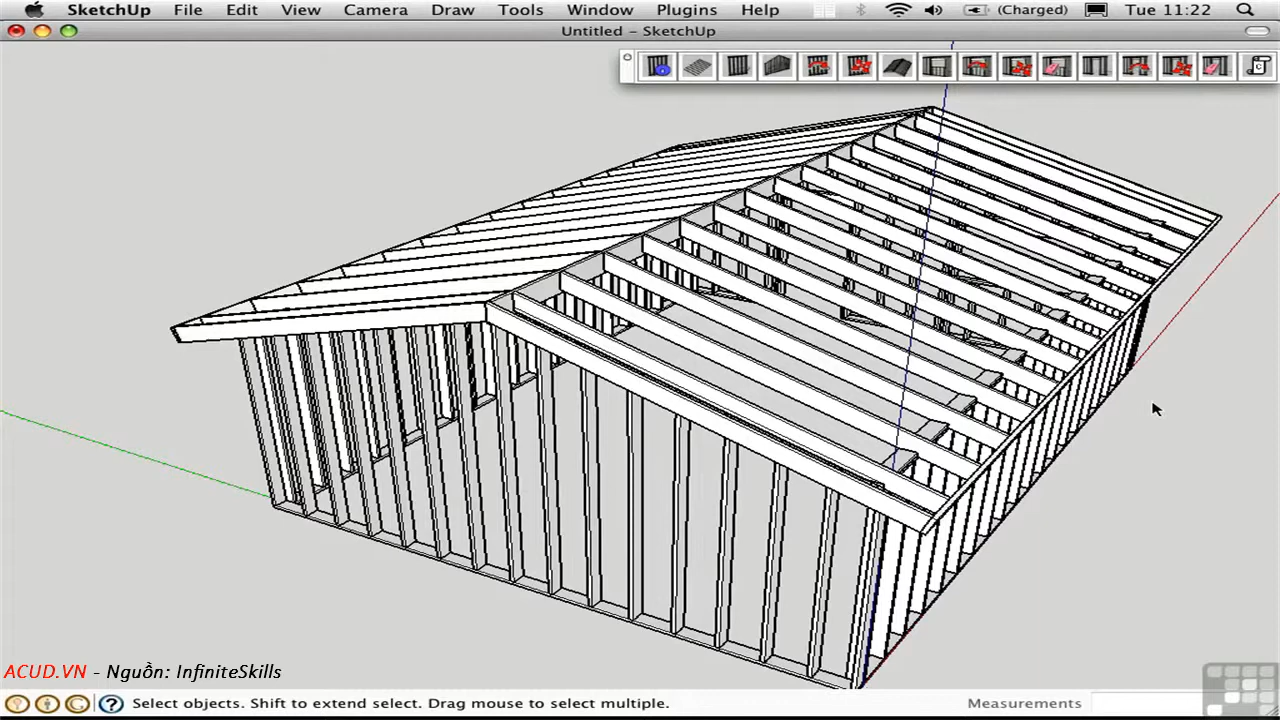 SketchUp File Edit View Camera Draw Tools Window Plugins Help (Charged) Tue 11:22
Untitled – SketchUp
ACUD.VN - Nguồn: InfiniteSkills
Select objects. Shift to extend select. Drag mouse to select multiple. Measurements